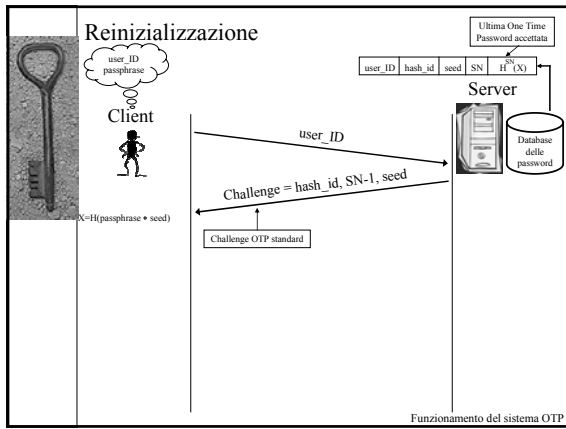 Reinizializzazione
user_ID
passphrase
Client
Ultima One Time
Password accettata
user_ID hash_id seed SN H^SN(X)
Server
Database
delle
password
user_ID
Challenge = hash_id, SN-1, seed
X=H(passphrase • seed)
Challenge OTP standard
Funzionamento del sistema OTP